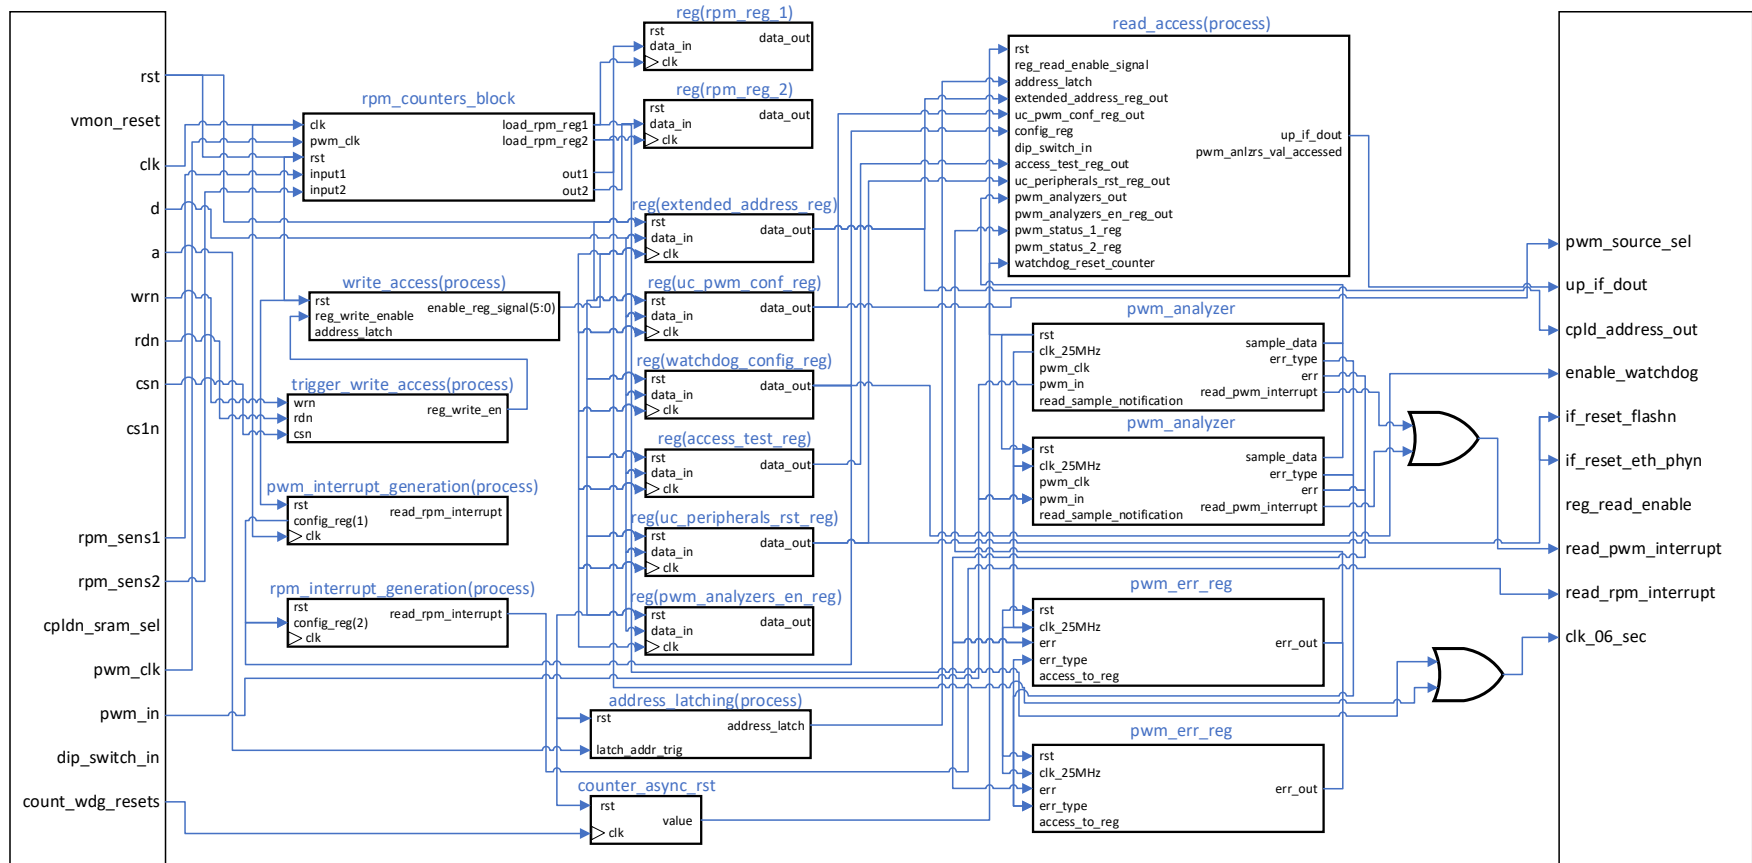 rst
vmon_reset
clk
d
a
wrn
rdn
csn
cs1n
rpm_sens1
rpm_sens2
cpldn_sram_sel
pwm_clk
pwm_in
dip_switch_in
count_wdg_resets
rpm_counters_block
clk
pwm_clk
rst
input1
input2
load_rpm_reg1
load_rpm_reg2
out1
out2
write_access(process)
rst
reg_write_enable
address_latch
enable_reg_signal(5:0)
trigger_write_access(process)
wrn
rdn
csn
reg_write_en
pwm_interrupt_generation(process)
rst
config_reg(1)
clk
read_rpm_interrupt
rpm_interrupt_generation(process)
rst
config_reg(2)
clk
read_rpm_interrupt
reg(rpm_reg_1)
rst
data_in
clk
data_out
reg(rpm_reg_2)
rst
data_in
clk
data_out
reg(extended_address_reg)
rst
data_in
clk
data_out
reg(uc_pwm_conf_reg)
rst
data_in
clk
data_out
reg(watchdog_config_reg)
rst
data_in
clk
data_out
reg(access_test_reg)
rst
data_in
clk
data_out
reg(uc_peripherals_rst_reg)
rst
data_in
clk
data_out
reg(pwm_analyzers_en_reg)
rst
data_in
clk
data_out
address_latching(process)
rst
latch_addr_trig
address_latch
counter_async_rst
rst
clk
value
read_access(process)
rst
reg_read_enable_signal
address_latch
extended_address_reg_out
uc_pwm_conf_reg_out
config_reg
dip_switch_in
access_test_reg_out
uc_peripherals_rst_reg_out
pwm_analyzers_out
pwm_analyzers_en_reg_out
pwm_status_1_reg
pwm_status_2_reg
watchdog_reset_counter
up_if_dout
pwm_anlzrs_val_accessed
pwm_analyzer
rst
clk_25MHz
pwm_clk
pwm_in
read_sample_notification
sample_data
err_type
err
read_pwm_interrupt
pwm_analyzer
rst
clk_25MHz
pwm_clk
pwm_in
read_sample_notification
sample_data
err_type
err
read_pwm_interrupt
pwm_err_reg
rst
clk_25MHz
err
err_type
access_to_reg
err_out
pwm_err_reg
rst
clk_25MHz
err
err_type
access_to_reg
err_out
pwm_source_sel
up_if_dout
cpld_address_out
enable_watchdog
if_reset_flashn
if_reset_eth_phyn
reg_read_enable
read_pwm_interrupt
read_rpm_interrupt
clk_06_sec